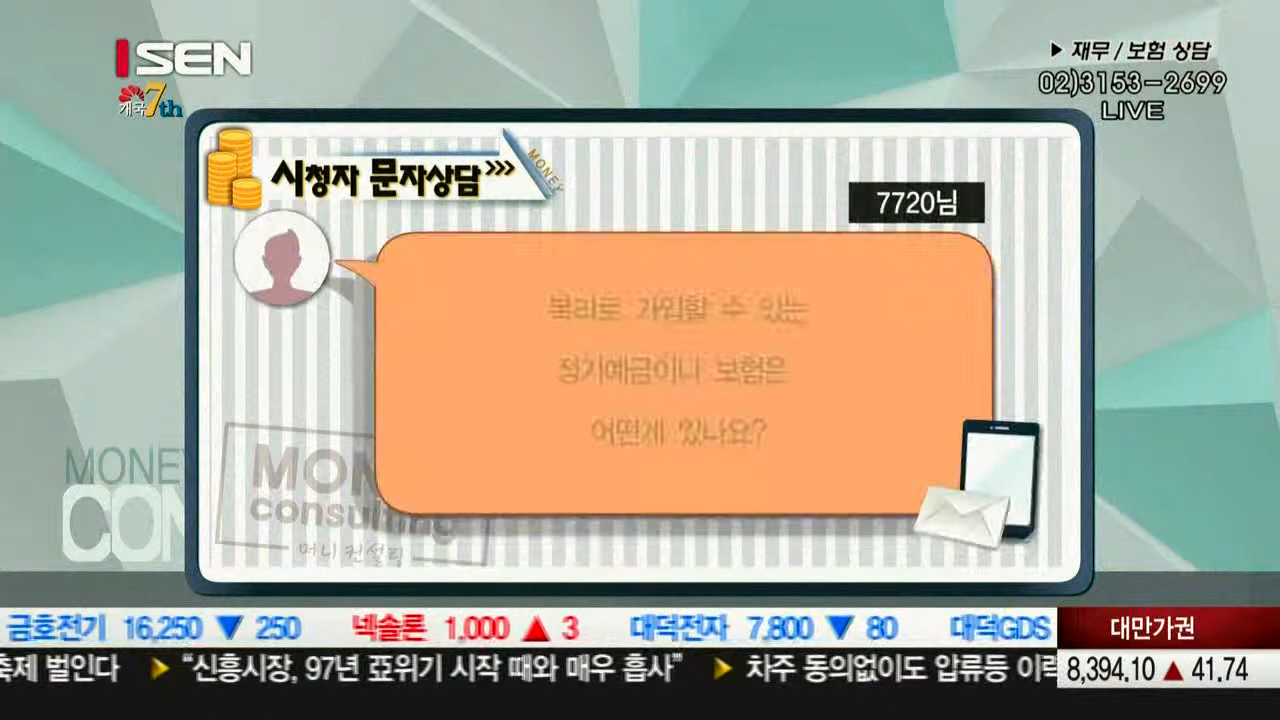 SEN
개국 7th
▶ 재무 / 보험 상담
02)3153-2699
LIVE
시청자 문자상담 >>>
MONEY
7720님
복리로 가입할 수 있는
정기예금이나 보험은
어떤게 있나요?
MONEY
CON
MON
consulting
머니컨설팅
금호전기 16,250 ▼ 250 넥솔론 1,000 ▲ 3 대덕전자 7,800 ▼ 80 대덕GDS
대만가권
축제 벌인다 ▶ “신흥시장, 97년 亞위기 시작 때와 매우 흡사” ▶ 차주 동의없이도 압류등 이력
8,394.10 ▲ 41.74